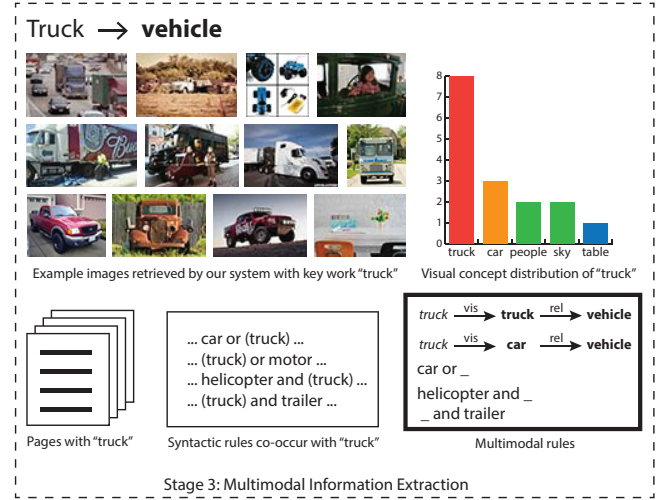 Truck → vehicle
8
7
6
5
4
3
2
1
0
truck car people sky table
Example images retrieved by our system with key work “truck”
Visual concept distribution of “truck”
... car or (truck) ...
... (truck) or motor ...
... helicopter and (truck) ...
... (truck) and trailer ...
truck vis → truck rel → vehicle
truck vis → car rel → vehicle
car or _
helicopter and _
_ and trailer
Pages with “truck”
Syntactic rules co-occur with “truck”
Multimodal rules
Stage 3: Multimodal Information Extraction